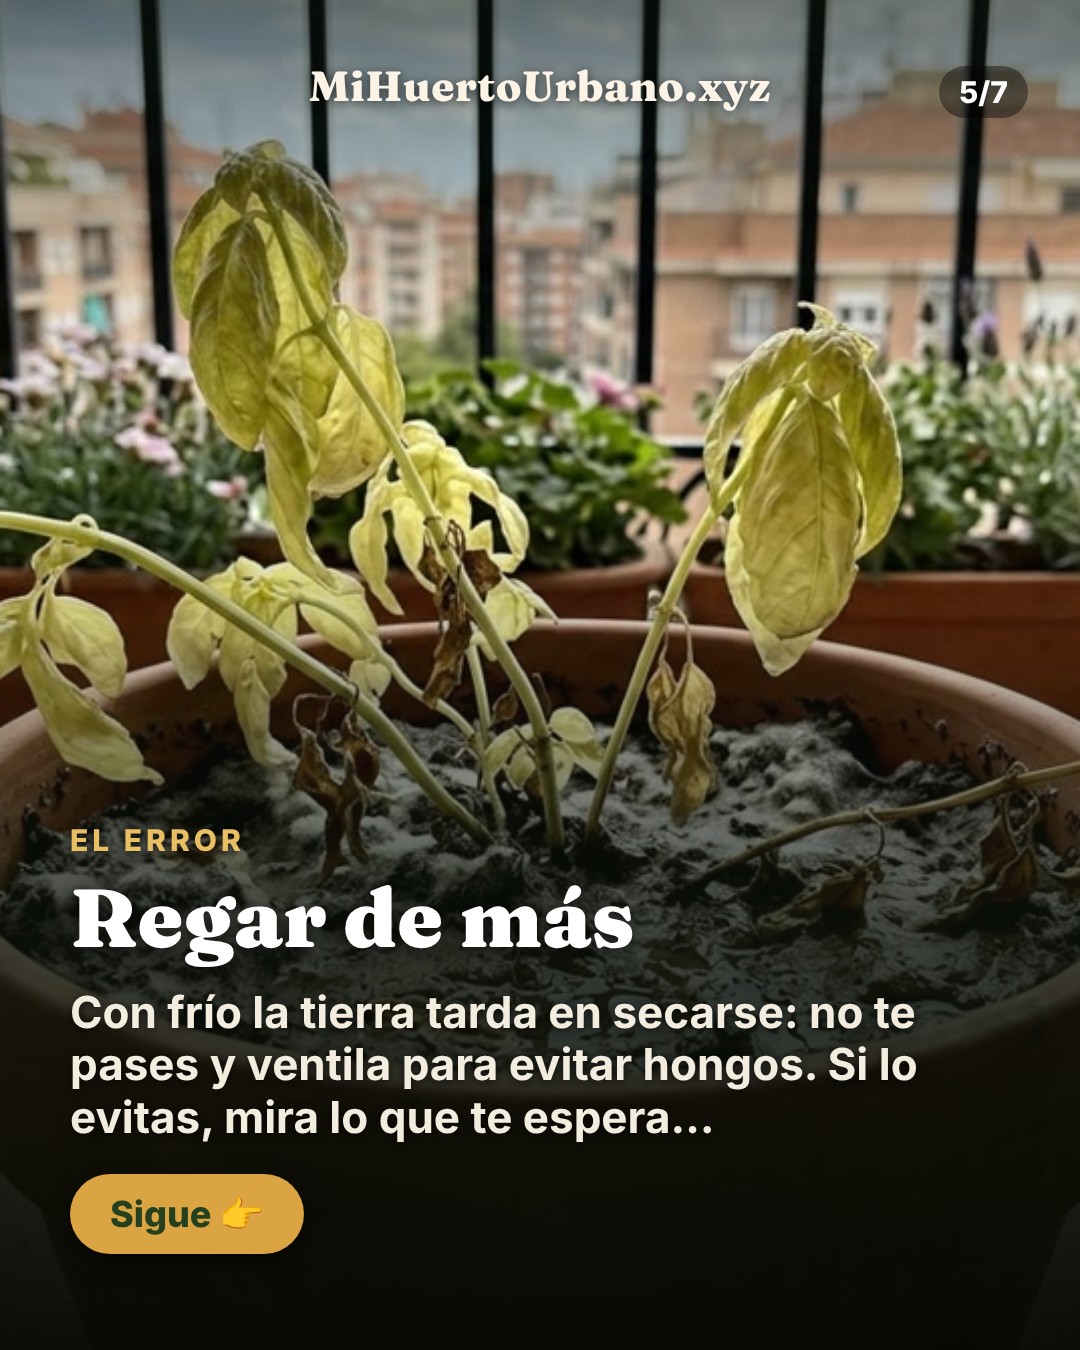 MiHuertoUrbano.xyz
5/7
EL ERROR
Regar de más
Con frío la tierra tarda en secarse: no te
pases y ventila para evitar hongos. Si lo
evitas, mira lo que te espera...
Sigue 👉